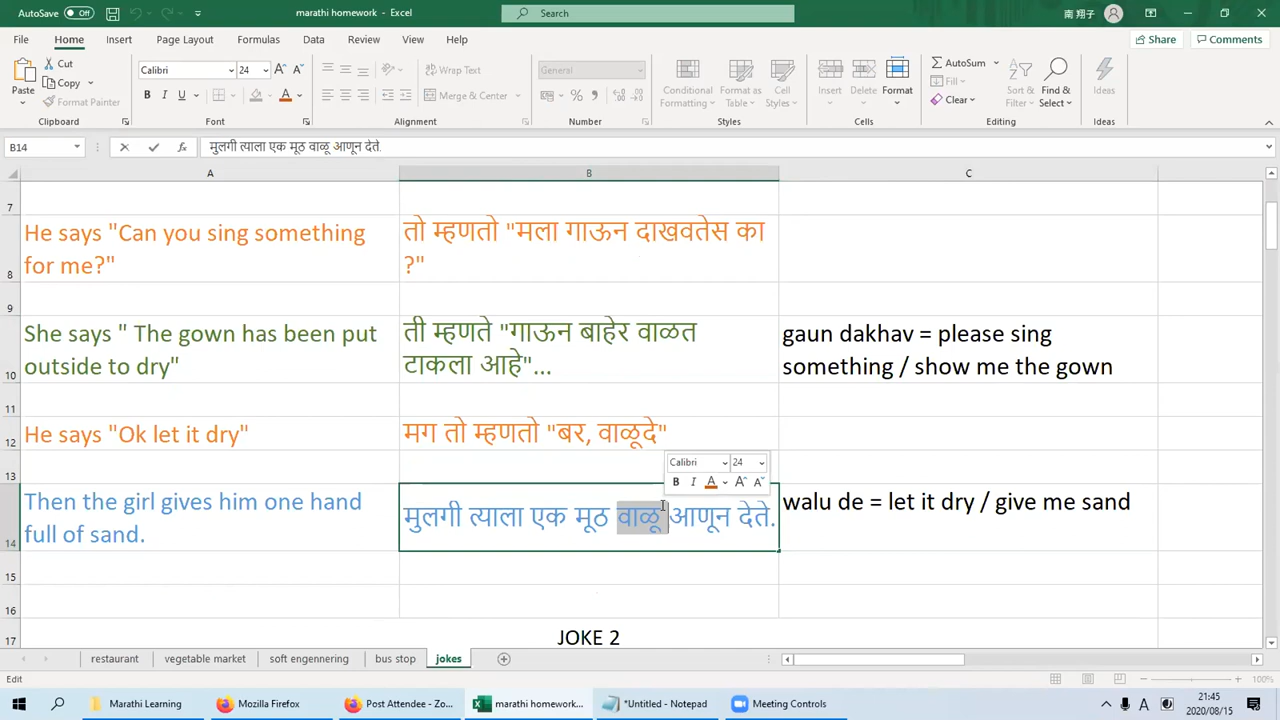 AutoSave Off
marathi homework - Excel
Search
南 翔子
File Home Insert Page Layout Formulas Data Review View Help
Share Comments
Paste
Cut
Copy
Format Painter
Clipboard
Calibri 24
B I U
Font
Wrap Text
Merge & Center
Alignment
General
Number
Conditional Formatting
Format as Table
Cell Styles
Styles
Insert Delete Format
Cells
AutoSum
Fill
Clear
Sort & Filter
Find & Select
Editing
Ideas
Ideas
B14
मुलगी त्याला एक मूठ वाळू आणून देते.
A B C
7
He says "Can you sing something
for me?"
तो म्हणतो "मला गाऊन दाखवतेस का
?"
8
9
She says " The gown has been put
outside to dry"
ती म्हणते "गाऊन बाहेर वाळत
टाकला आहे"...
gaun dakhav = please sing
something / show me the gown
10
11
He says "Ok let it dry"
मग तो म्हणतो "बर, वाळूदे"
12
13
Calibri 24
B I A
Then the girl gives him one hand
full of sand.
मुलगी त्याला एक मूठ वाळू आणून देते.
walu de = let it dry / give me sand
14
15
16
JOKE 2
17
restaurant vegetable market soft engennering bus stop jokes
Edit
100%
Marathi Learning
Mozilla Firefox
Post Attendee - Zo...
marathi homework...
*Untitled - Notepad
Meeting Controls
A
21:45
2020/08/15